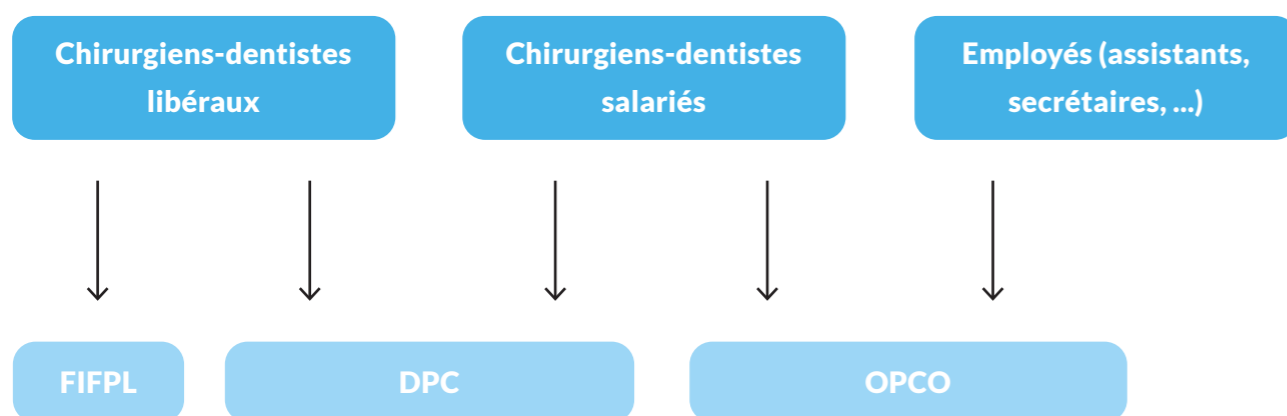 Chirurgiens-dentistes
libéraux
Chirurgiens-dentistes
salariés
Employés (assistants,
secrétaires, ...)
FIFPL
DPC
OPCO